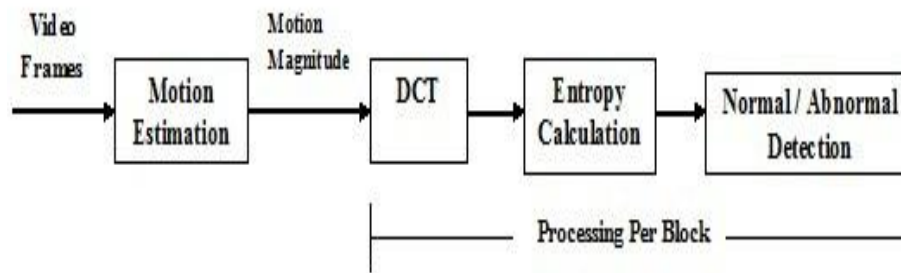 Video
Frames
Motion
Estimation
Motion
Magnitude
DCT
Entropy
Calculation
Normal / Abnormal
Detection
Processing Per Block